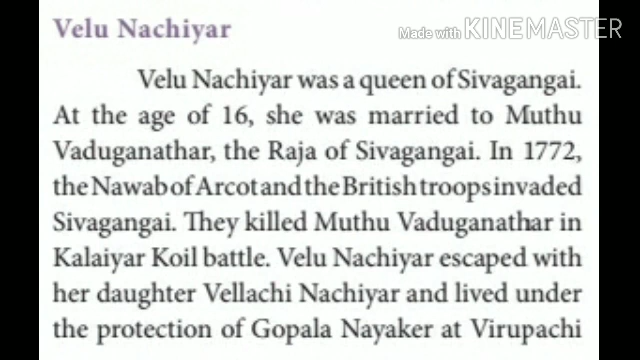 Velu Nachiyar
Made with KINEMASTER
Velu Nachiyar was a queen of Sivagangai.
At the age of 16, she was married to Muthu
Vaduganathar, the Raja of Sivagangai. In 1772,
the Nawab of Arcot and the British troops invaded
Sivagangai. They killed Muthu Vaduganathar in
Kalaiyar Koil battle. Velu Nachiyar escaped with
her daughter Vellachi Nachiyar and lived under
the protection of Gopala Nayaker at Virupachi